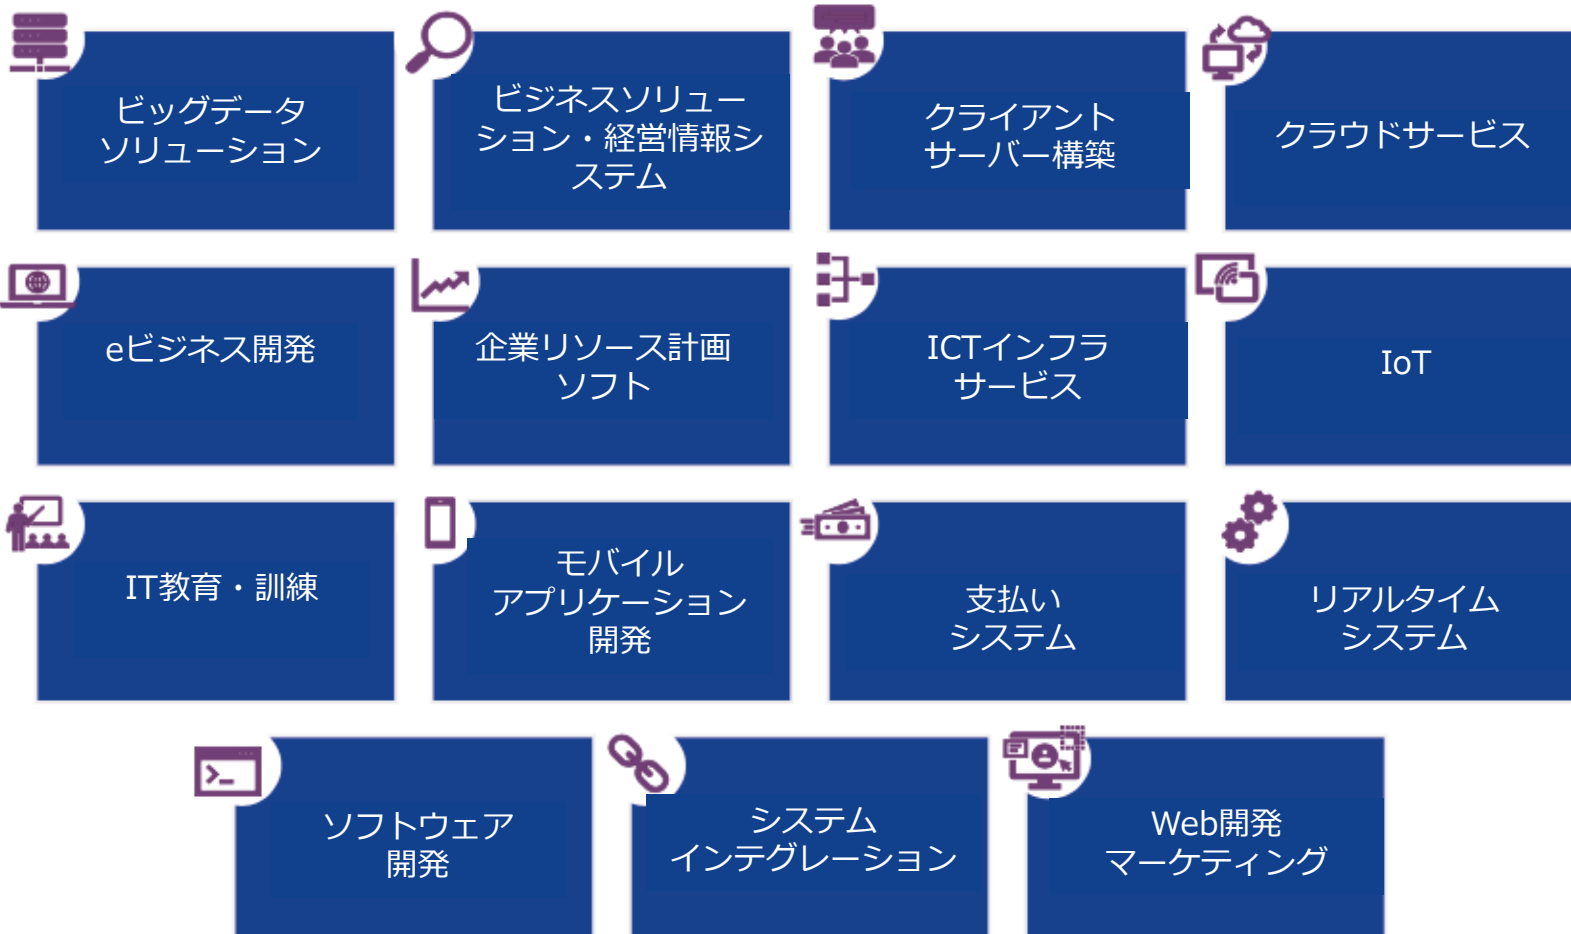 ビッグデータ
ソリューション
ビジネスソリュー
ション・経営情報シ
ステム
クライアント
サーバー構築
クラウドサービス
eビジネス開発
企業リソース計画
ソフト
ICTインフラ
サービス
IoT
IT教育・訓練
モバイル
アプリケーション
開発
支払い
システム
リアルタイム
システム
ソフトウェア
開発
システム
インテグレーション
Web開発
マーケティング